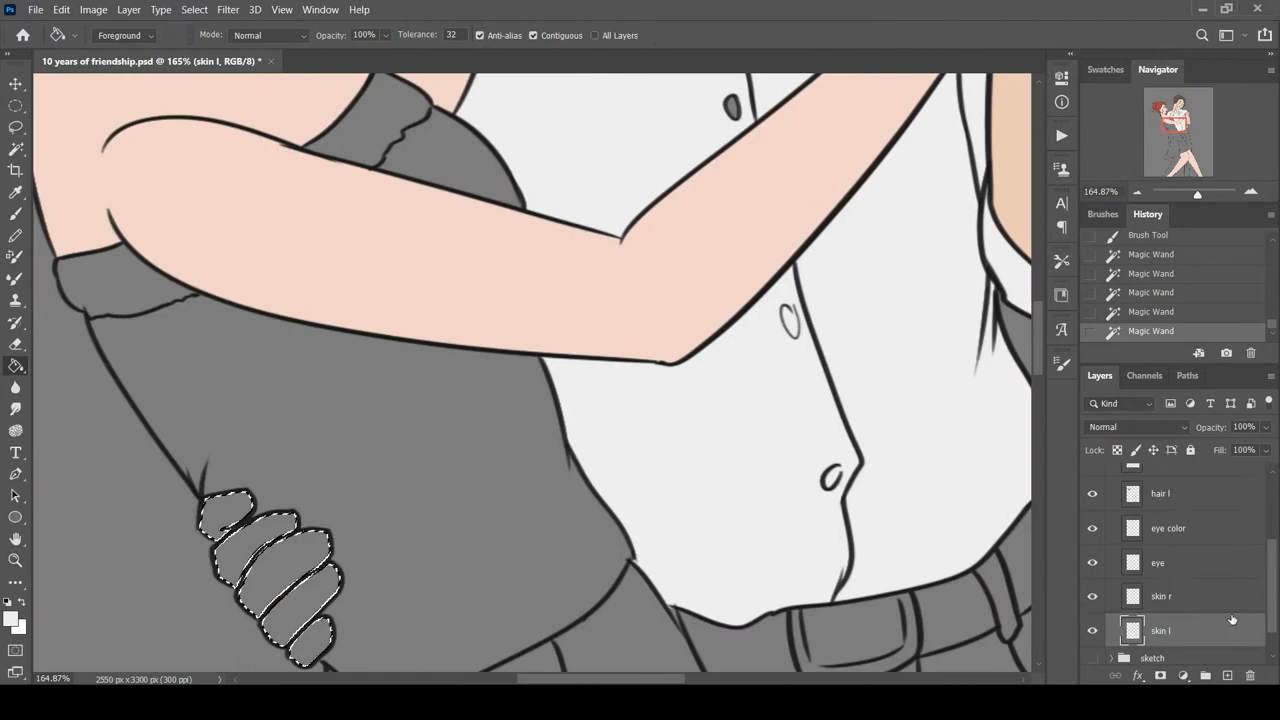 Ps File Edit Image Layer Type Select Filter 3D View Window Help
Foreground Mode: Normal Opacity: 100% Tolerance: 32 Anti-alias Contiguous All Layers
10 years of friendship.psd @ 165% (skin l, RGB/8) *
Swatches Navigator
164.87%
Brushes History
Brush Tool
Magic Wand
Magic Wand
Magic Wand
Magic Wand
Magic Wand
Layers Channels Paths
Kind
Normal Opacity: 100%
Lock: Fill: 100%
hair l
eye color
eye
skin r
skin l
sketch
164.87% 2550 px x 3300 px (300 ppi)